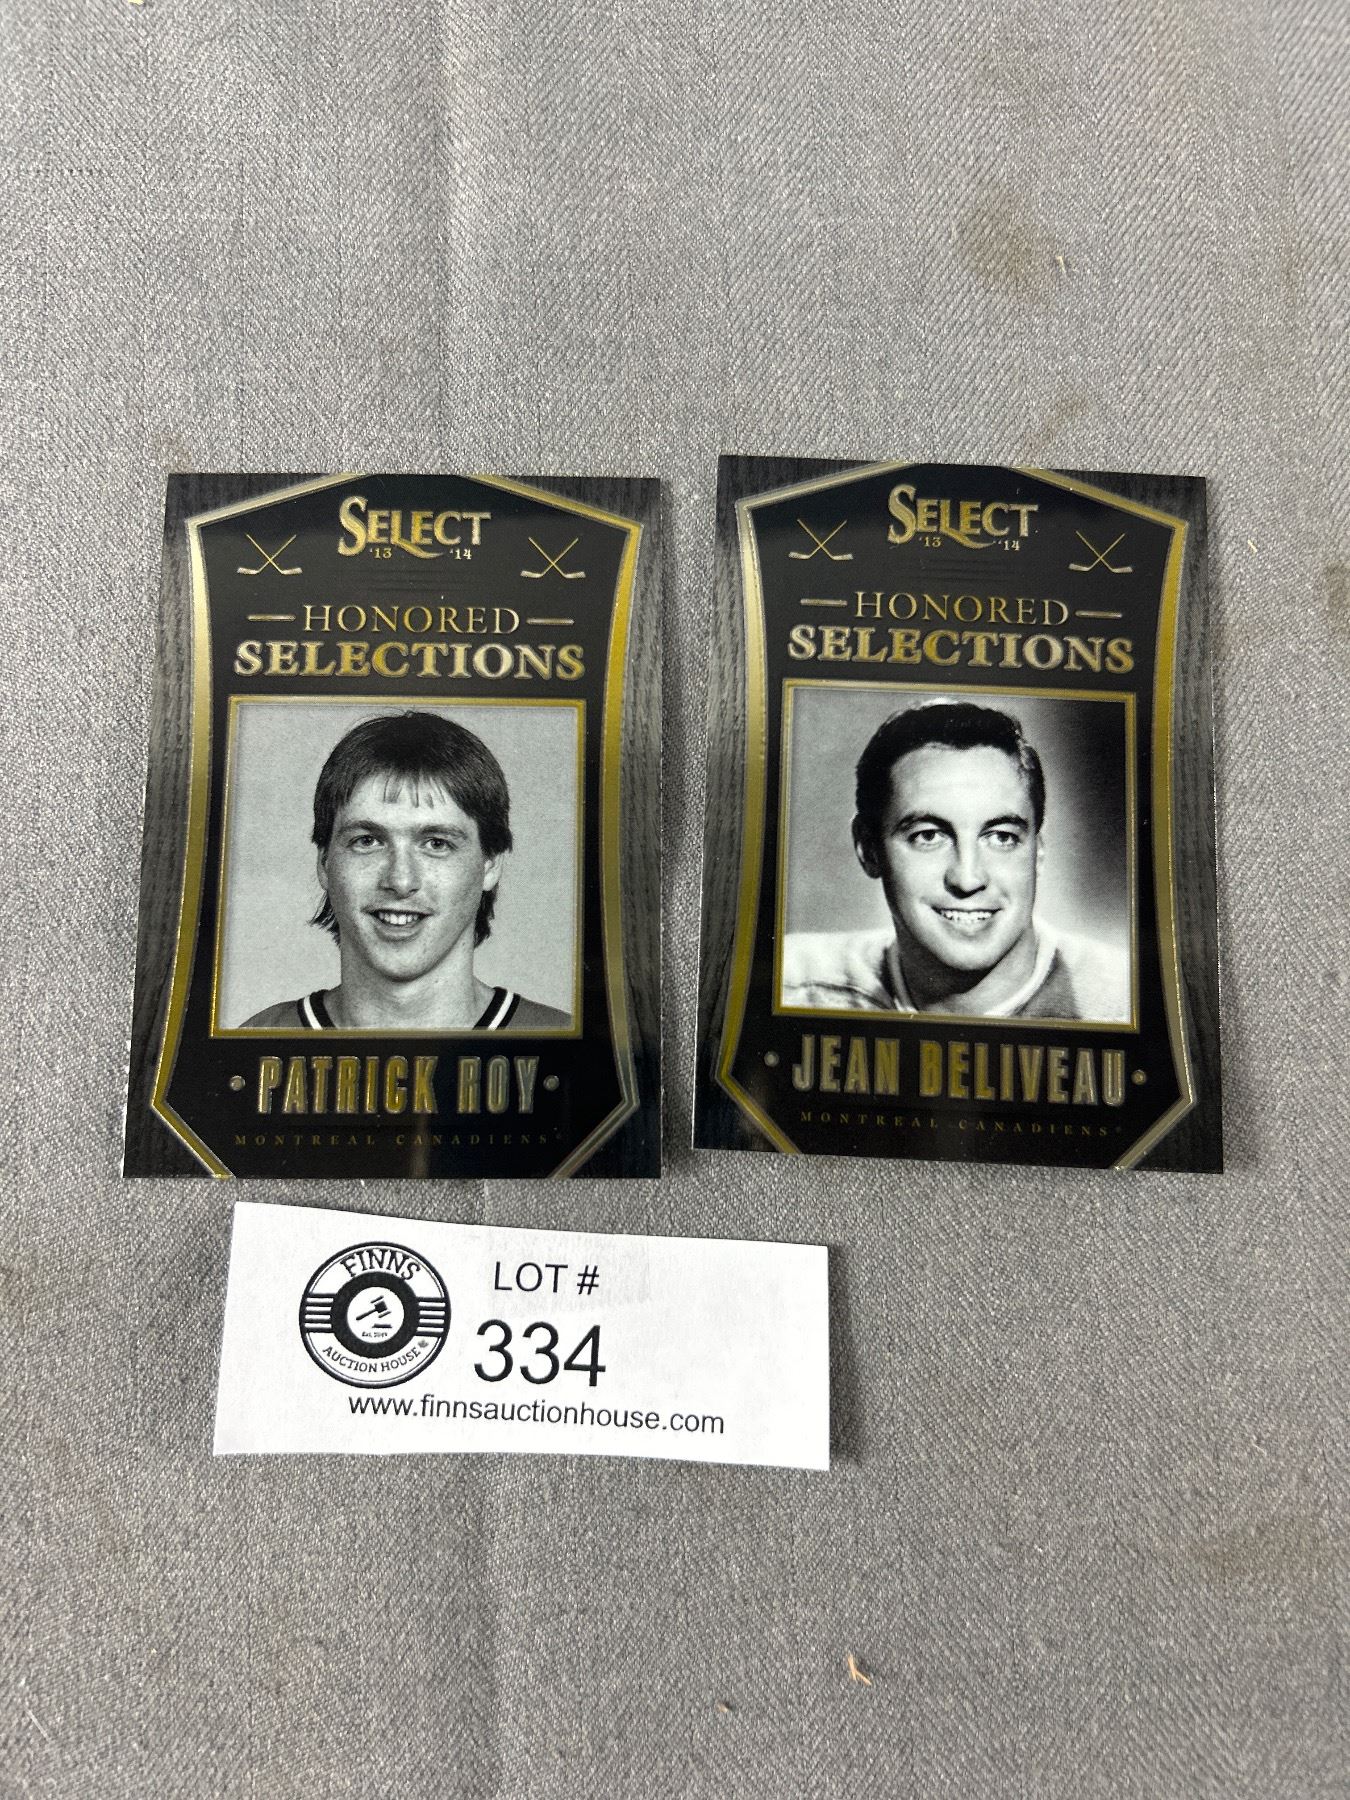 SELECT
'13 '14
HONORED
SELECTIONS
PATRICK ROY
MONTREAL CANADIENS®
SELECT
'13 '14
HONORED
SELECTIONS
JEAN BELIVEAU
MONTREAL CANADIENS®
FINNS
AUCTION HOUSE
LOT #
334
www.finnsauctionhouse.com